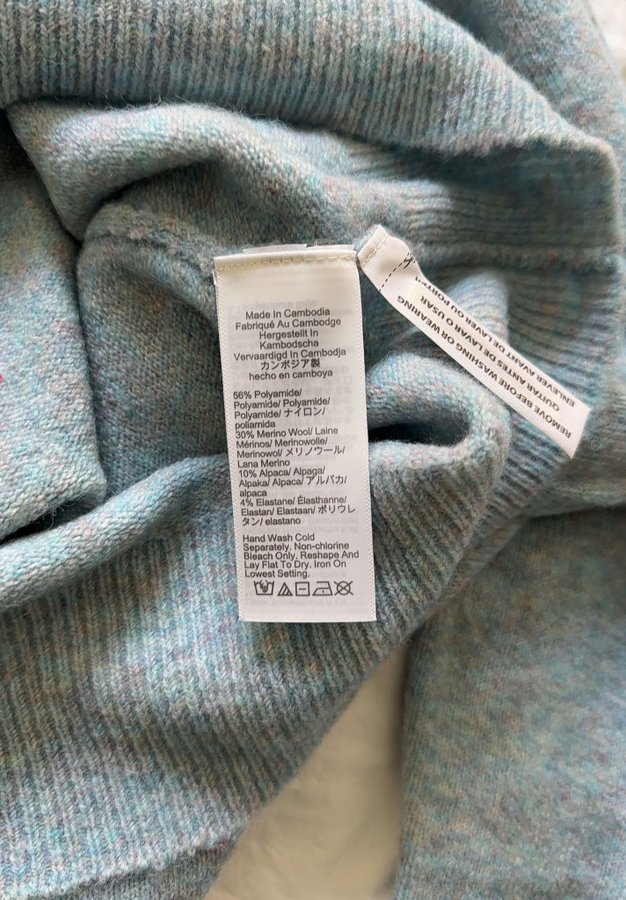 Made In Cambodia
Fabriqué Au Cambodge
Hergestellt In
Kambodscha
Vervaardigd In Cambodja
カンボジア製
hecho en camboya
56% Polyamide/
Polyamide/ Polyamide/
Polyamide/ ナイロン/
poliamida
30% Merino Wool/ Laine
Mérinos/ Merinowolle/
Merinowol/ メリノウール/
Lana Merino
10% Alpaca/ Alpaga/
Alpaka/ Alpaca/ アルパカ/
alpaca
4% Elastane/ Élasthanne/
Elastan/ Elastaan/ ポリウレ
タン/ elastano
Hand Wash Cold
Separately. Non-chlorine
Bleach Only. Reshape And
Lay Flat To Dry. Iron On
Lowest Setting.
REMOVE BEFORE WASHING OR WEARING
QUITAR ANTES DE LAVAR O USAR
ENLEVER AVANT DE LAVER OU PORTER